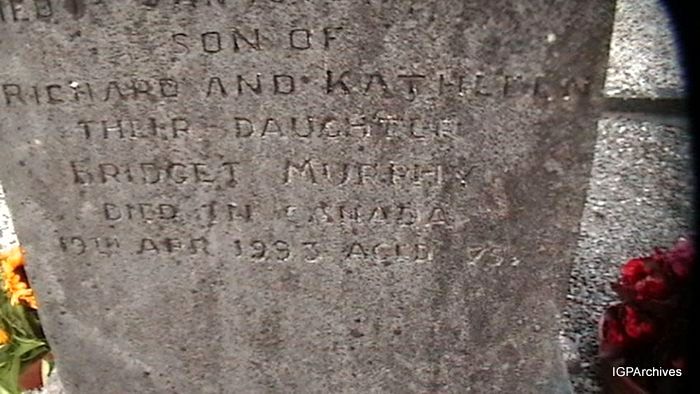 SON OF
RICHARD AND KATHLEEN
THEIR DAUGHTER
BRIDGET MURPHY
DIED IN CANADA
19TH APR 1993 AGED
IGPArchives